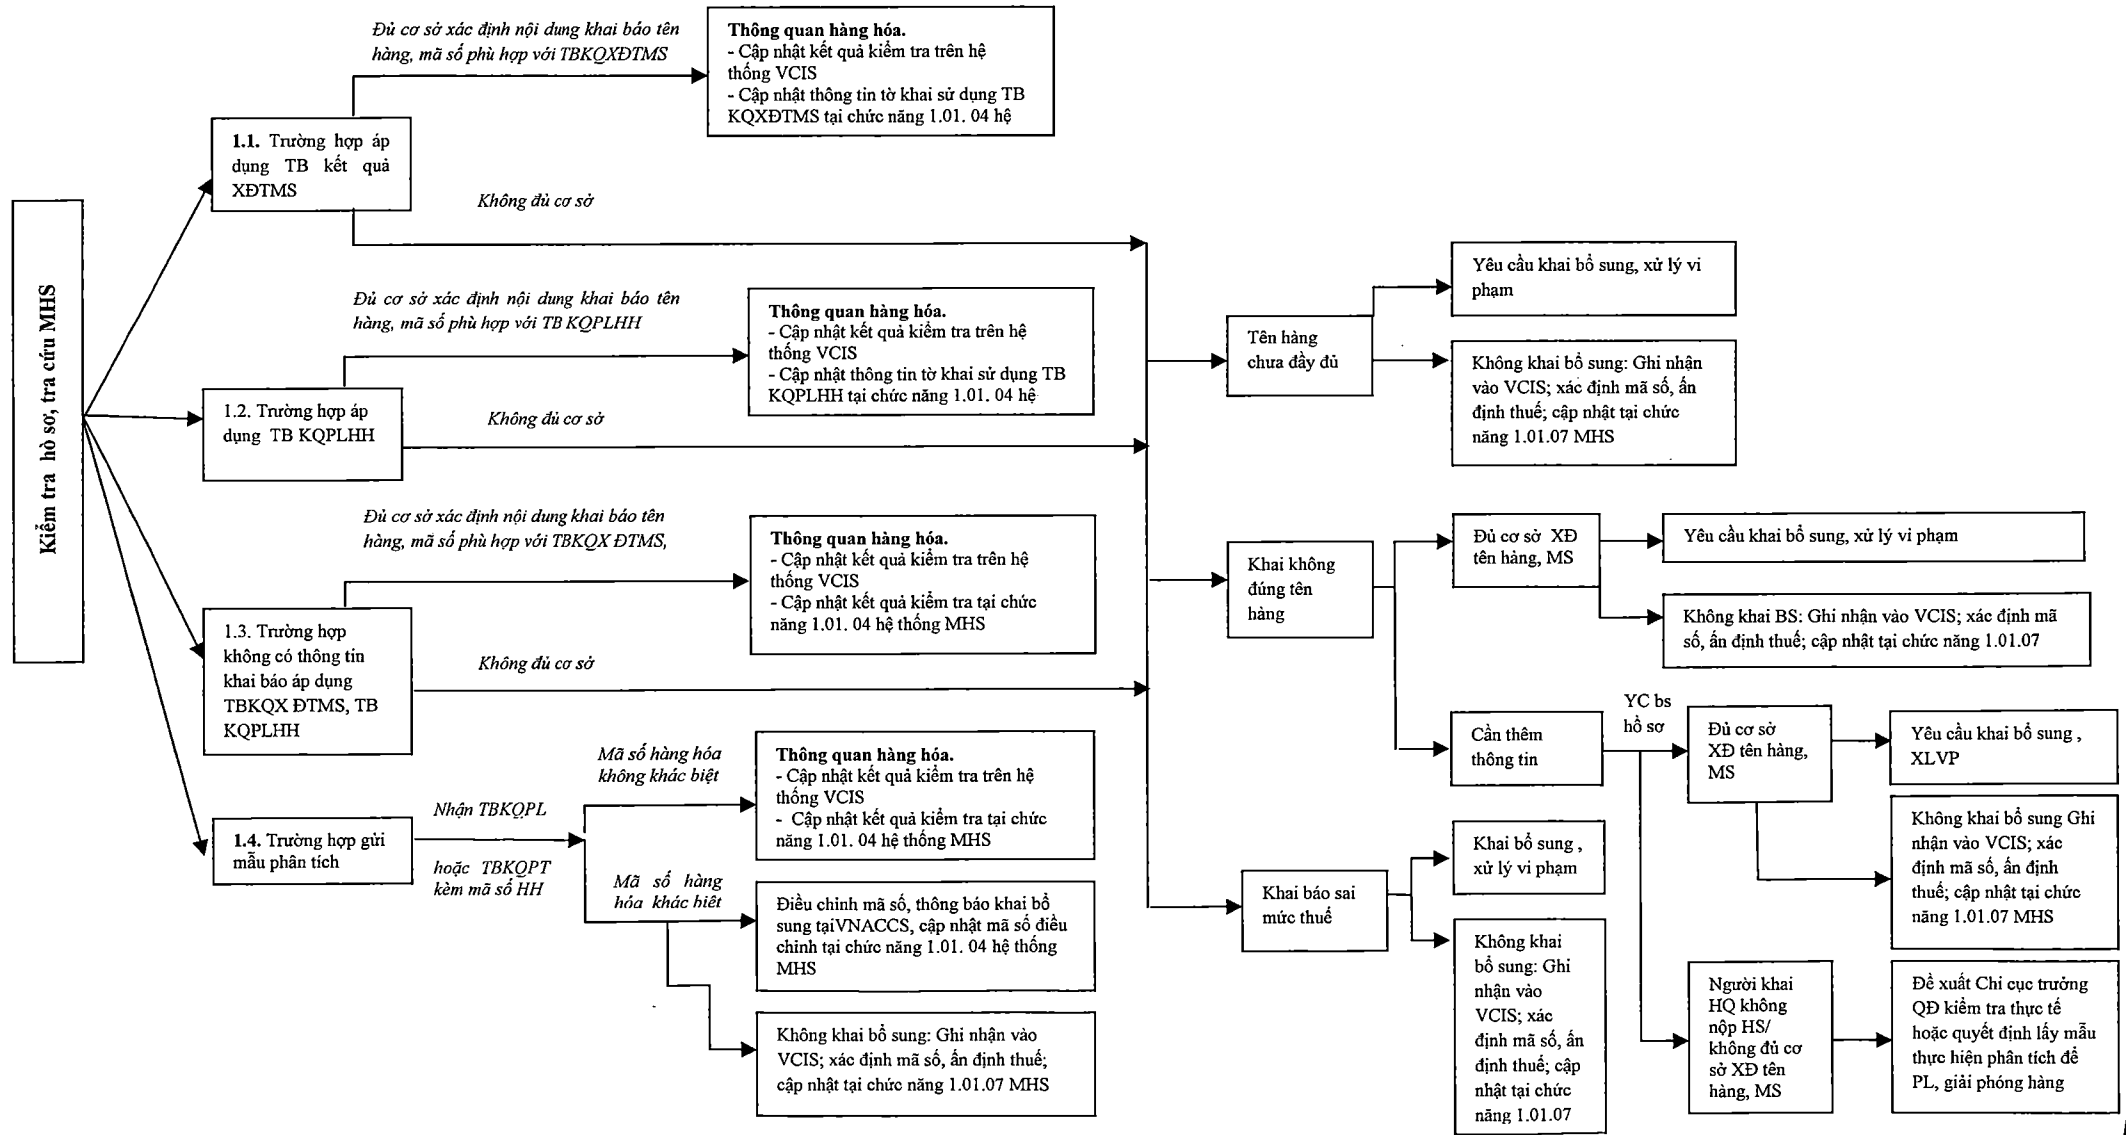 Kiểm tra hồ sơ, tra cứu MHS
Đủ cơ sở xác định nội dung khai báo tên
hàng, mã số phù hợp với TBKQXĐTMS
Thông quan hàng hóa.
- Cập nhật kết quả kiểm tra trên hệ
thống VCIS
- Cập nhật thông tin tờ khai sử dụng TB
KQXĐTMS tại chức năng 1.01. 04 hệ
1.1. Trường hợp áp
dụng TB kết quả
XĐTMS
Không đủ cơ sở
Đủ cơ sở xác định nội dung khai báo tên
hàng, mã số phù hợp với TB KQPLHH
Thông quan hàng hóa.
- Cập nhật kết quả kiểm tra trên hệ
thống VCIS
- Cập nhật thông tin tờ khai sử dụng TB
KQPLHH tại chức năng 1.01. 04 hệ
1.2. Trường hợp áp
dụng TB KQPLHH
Không đủ cơ sở
Đủ cơ sở xác định nội dung khai báo tên
hàng, mã số phù hợp với TBKQX ĐTMS,
Thông quan hàng hóa.
- Cập nhật kết quả kiểm tra trên hệ
thống VCIS
- Cập nhật kết quả kiểm tra tại chức
năng 1.01. 04 hệ thống MHS
1.3. Trường hợp
không có thông tin
khai báo áp dụng
TBKQX ĐTMS, TB
KQPLHH
Không đủ cơ sở
1.4. Trường hợp gửi
mẫu phân tích
Nhận TBKQPL
hoặc TBKQPT
kèm mã số HH
Mã số hàng hóa
không khác biệt
Thông quan hàng hóa.
- Cập nhật kết quả kiểm tra trên hệ
thống VCIS
- Cập nhật kết quả kiểm tra tại chức
năng 1.01. 04 hệ thống MHS
Mã số hàng
hóa khác biêt
Điều chỉnh mã số, thông báo khai bổ
sung tạiVNACCS, cập nhật mã số điều
chỉnh tại chức năng 1.01. 04 hệ thống
MHS
Không khai bổ sung: Ghi nhận vào
VCIS; xác định mã số, ấn định thuế;
cập nhật tại chức năng 1.01.07 MHS
Tên hàng
chưa đầy đủ
Yêu cầu khai bổ sung, xử lý vi
phạm
Không khai bổ sung: Ghi nhận
vào VCIS; xác định mã số, ấn
định thuế; cập nhật tại chức
năng 1.01.07 MHS
Khai không
đúng tên
hàng
Đủ cơ sở XĐ
tên hàng, MS
Yêu cầu khai bổ sung, xử lý vi phạm
Không khai BS: Ghi nhận vào VCIS; xác định mã
số, ấn định thuế; cập nhật tại chức năng 1.01.07
Cần thêm
thông tin
YC bs
hồ sơ
Đủ cơ sở
XĐ tên hàng,
MS
Yêu cầu khai bổ sung ,
XLVP
Không khai bổ sung Ghi
nhận vào VCIS; xác
định mã số, ấn định
thuế; cập nhật tại chức
năng 1.01.07 MHS
Người khai
HQ không
nộp HS/
không đủ cơ
sở XĐ tên
hàng, MS
Đề xuất Chi cục trưởng
QĐ kiểm tra thực tế
hoặc quyết định lấy mẫu
thực hiện phân tích để
PL, giải phóng hàng
Khai báo sai
mức thuế
Khai bổ sung ,
xử lý vi phạm
Không khai
bổ sung: Ghi
nhận vào
VCIS; xác
định mã số, ấn
định thuế; cập
nhật tại chức
năng 1.01.07